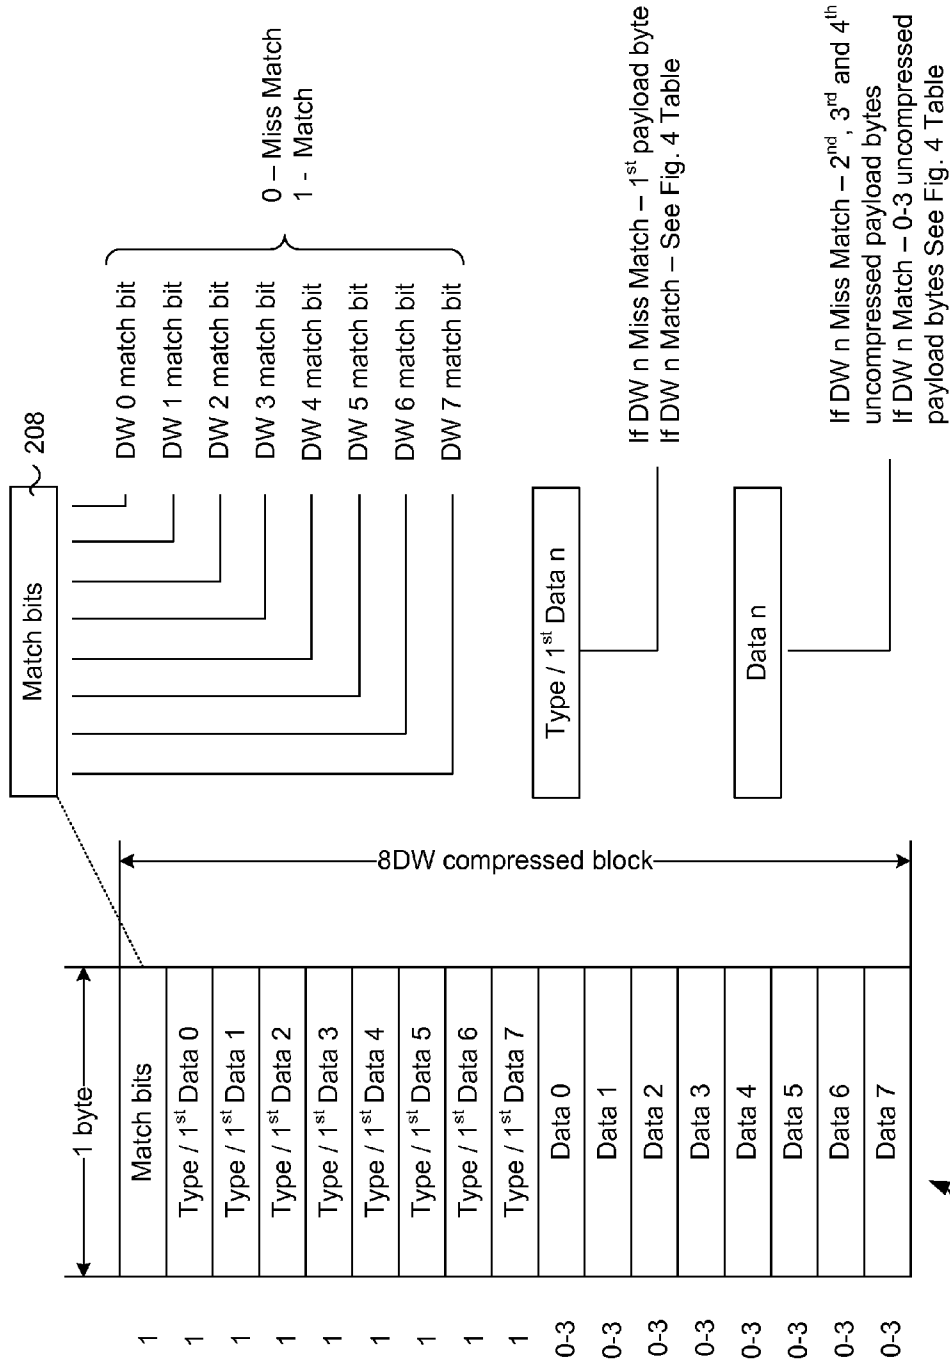 1 byte
1
Match bits
1
Type / 1st Data 0
1
Type / 1st Data 1
1
Type / 1st Data 2
1
Type / 1st Data 3
1
Type / 1st Data 4
1
Type / 1st Data 5
1
Type / 1st Data 6
1
Type / 1st Data 7
0-3
Data 0
0-3
Data 1
0-3
Data 2
0-3
Data 3
0-3
Data 4
0-3
Data 5
0-3
Data 6
0-3
Data 7
8DW compressed block
Match bits
208
DW 0 match bit
DW 1 match bit
DW 2 match bit
DW 3 match bit
DW 4 match bit
DW 5 match bit
DW 6 match bit
DW 7 match bit
0 – Miss Match
1 - Match
Type / 1st Data n
If DW n Miss Match – 1st payload byte
If DW n Match – See Fig. 4 Table
Data n
If DW n Miss Match – 2nd, 3rd and 4th
uncompressed payload bytes
If DW n Match – 0-3 uncompressed
payload bytes See Fig. 4 Table